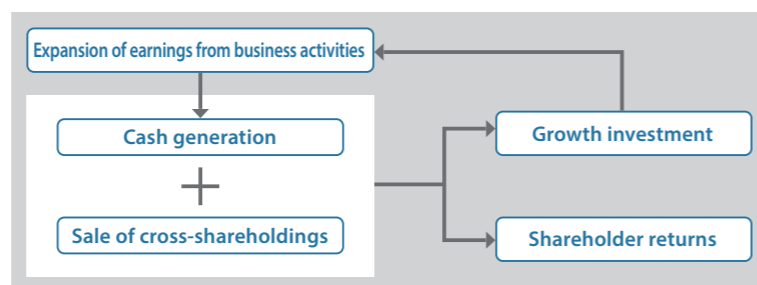 Expansion of earnings from business activities
Cash generation
+
Sale of cross-shareholdings
Growth investment
Shareholder returns